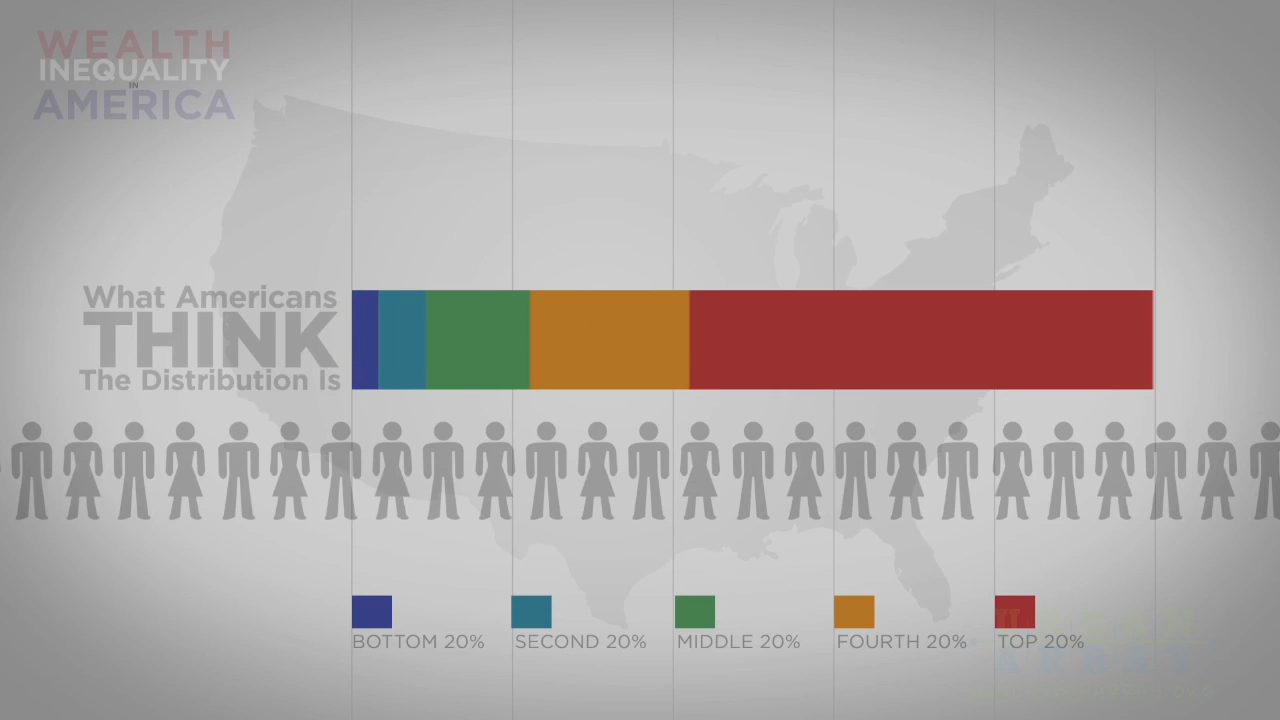 WEALTH
INEQUALITY
IN
AMERICA
What Americans
THINK
The Distribution Is
BOTTOM 20%
SECOND 20%
MIDDLE 20%
FOURTH 20%
TOP 20%